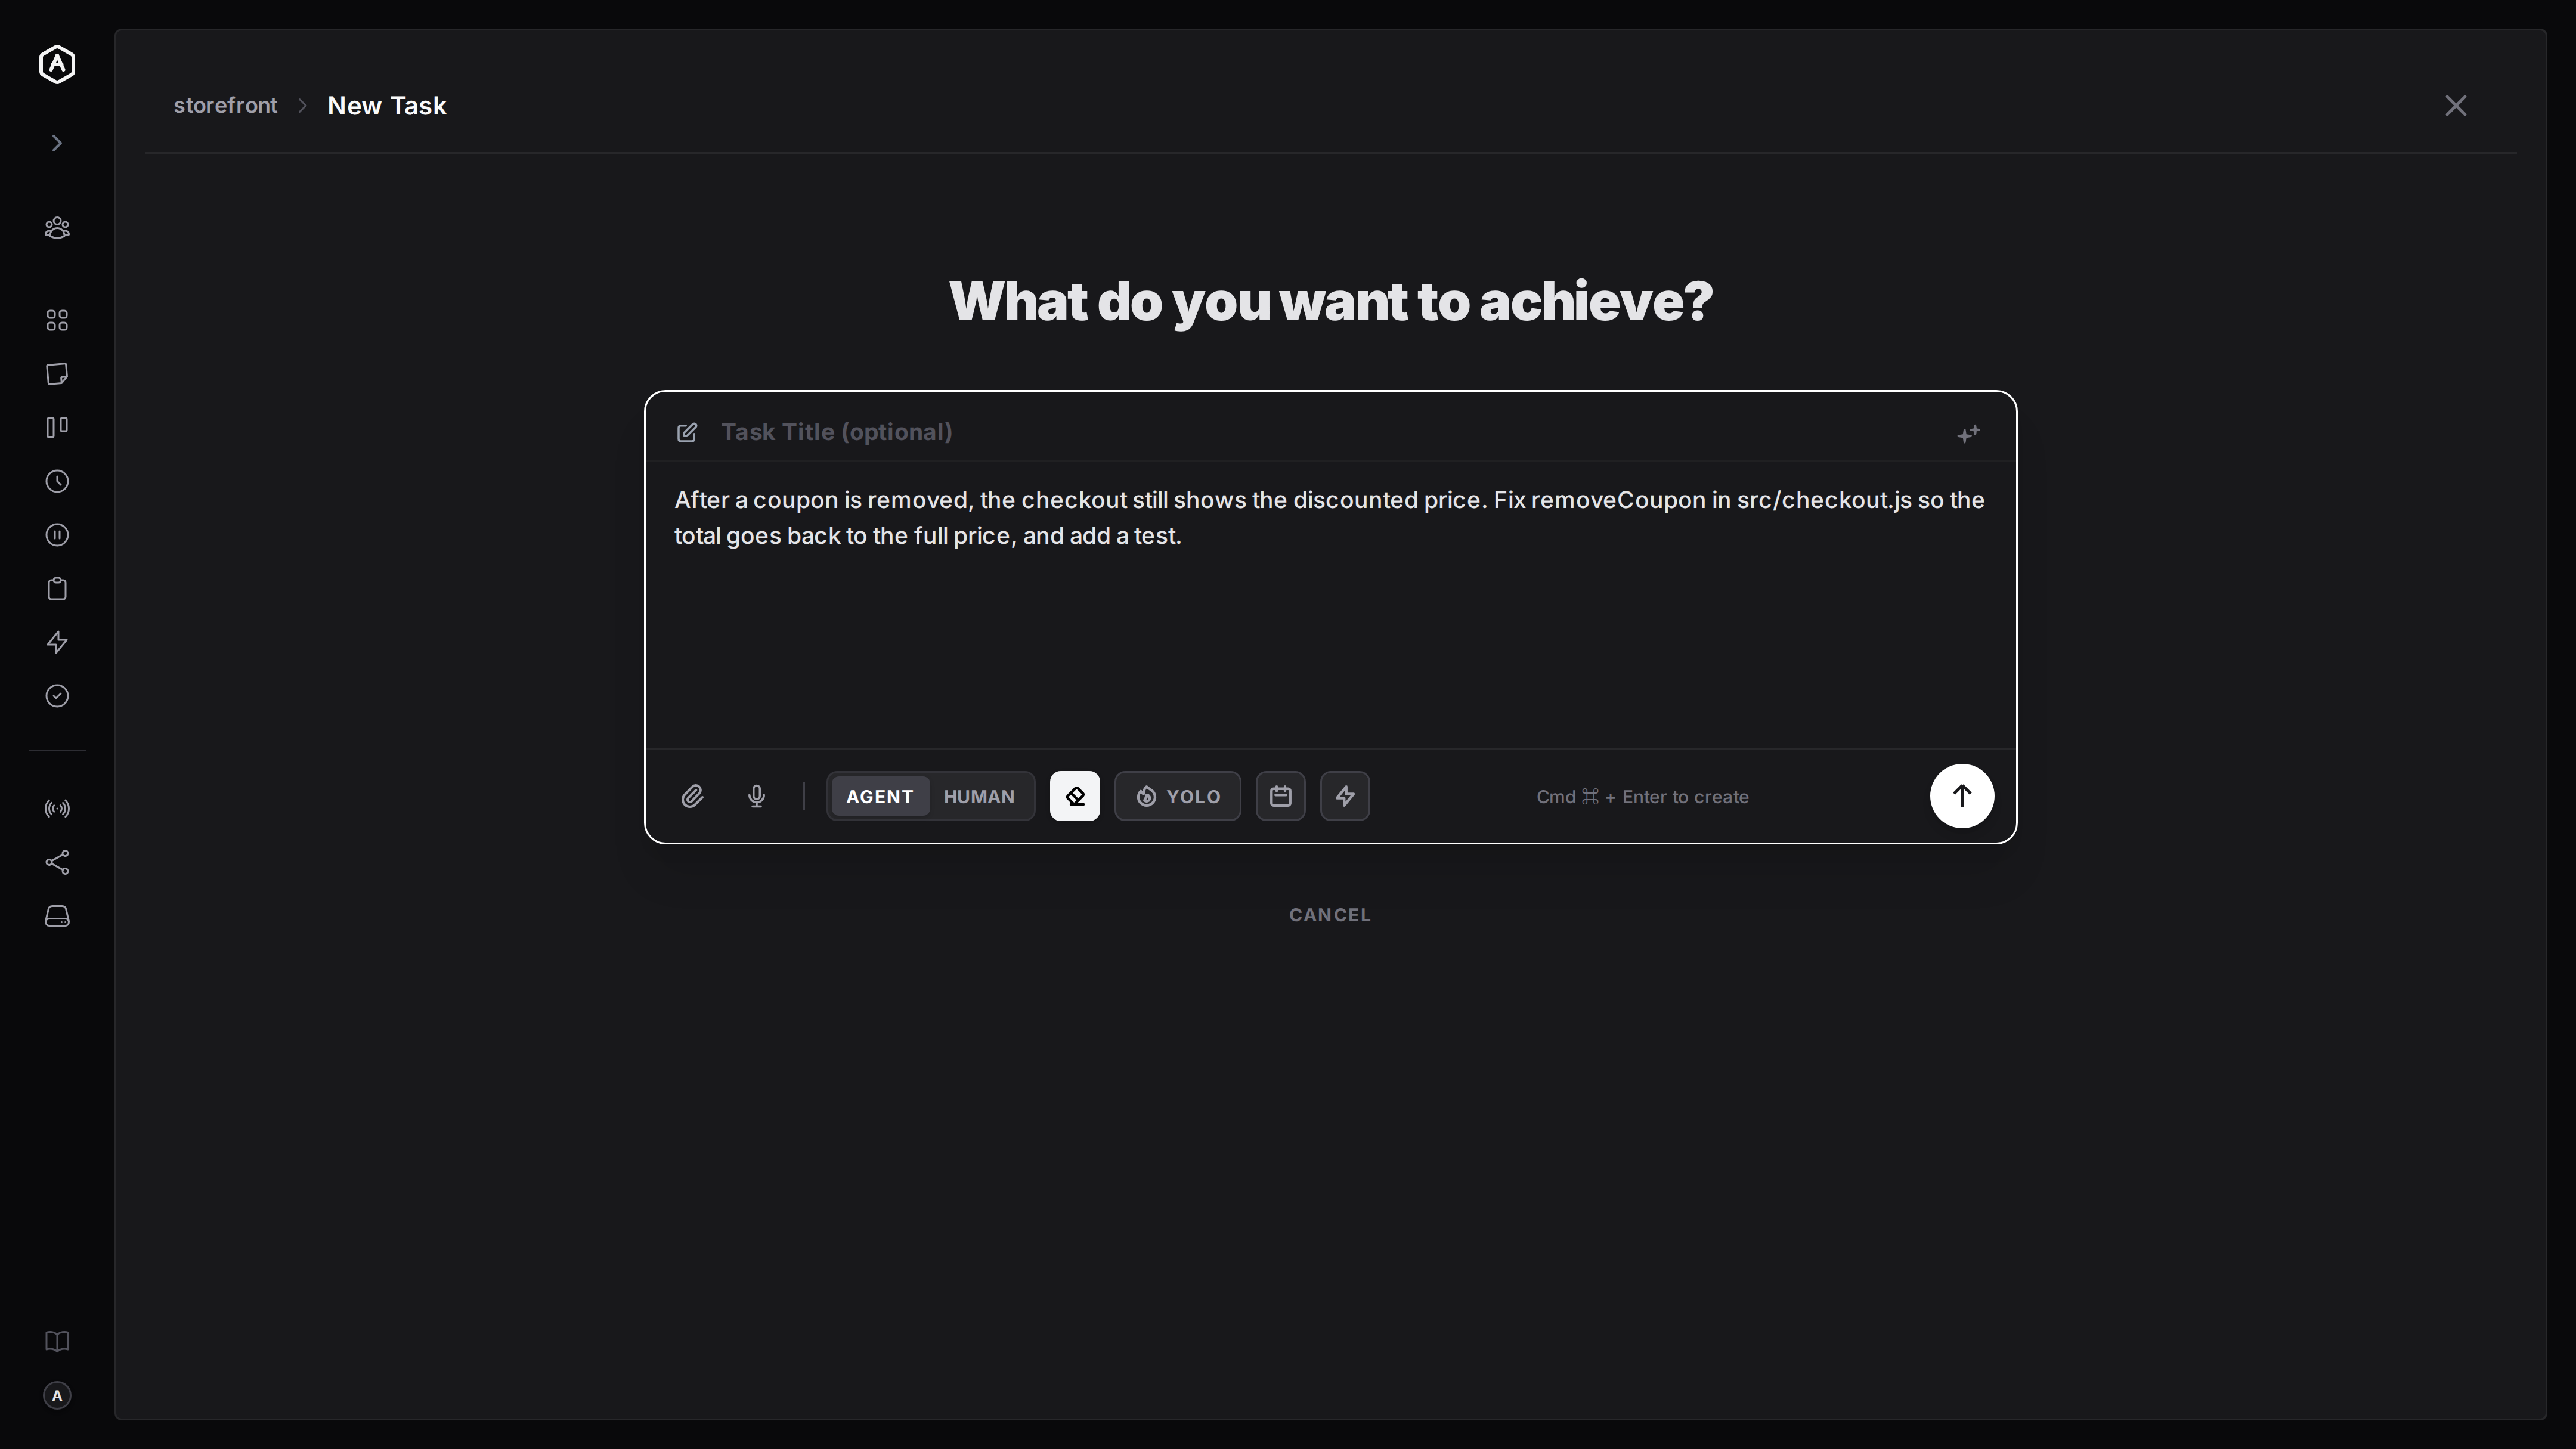 storefront > New Task
What do you want to achieve?
Task Title (optional)
After a coupon is removed, the checkout still shows the discounted price. Fix removeCoupon in src/checkout.js so the
total goes back to the full price, and add a test.
AGENT HUMAN YOLO Cmd ⌘ + Enter to create
CANCEL
A